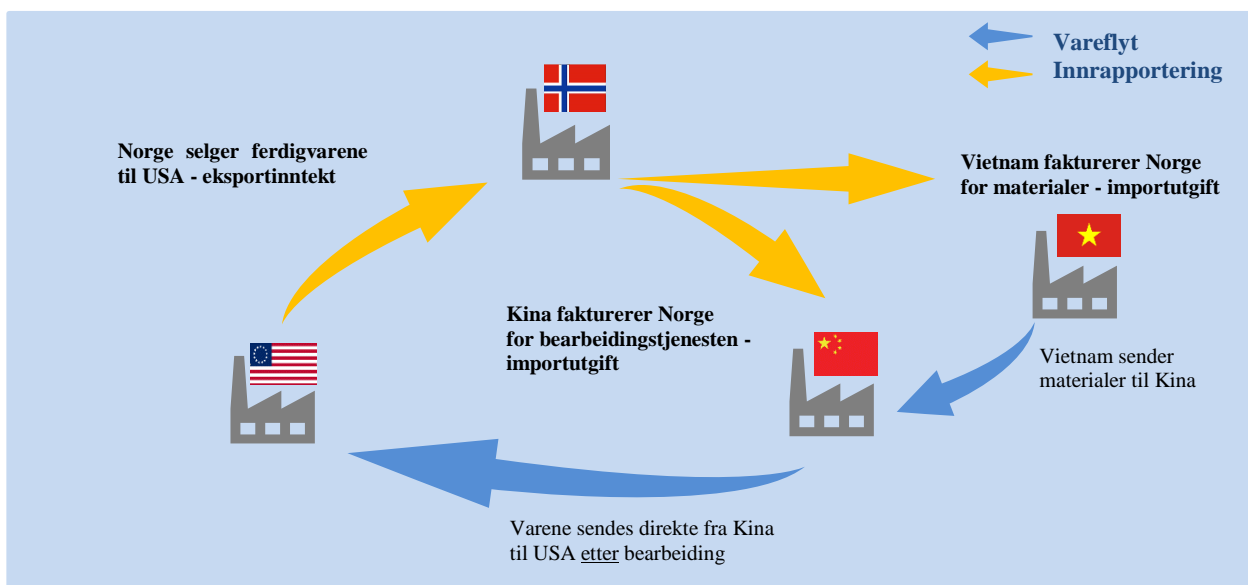 Vareflyt
Innrapportering
Norge selger ferdigvarene
til USA - eksportinntekt
Vietnam fakturerer Norge
for materialer - importutgift
Kina fakturerer Norge
for bearbeidingstjenesten -
importutgift
Vietnam sender
materialer til Kina
Varene sendes direkte fra Kina
til USA etter bearbeiding